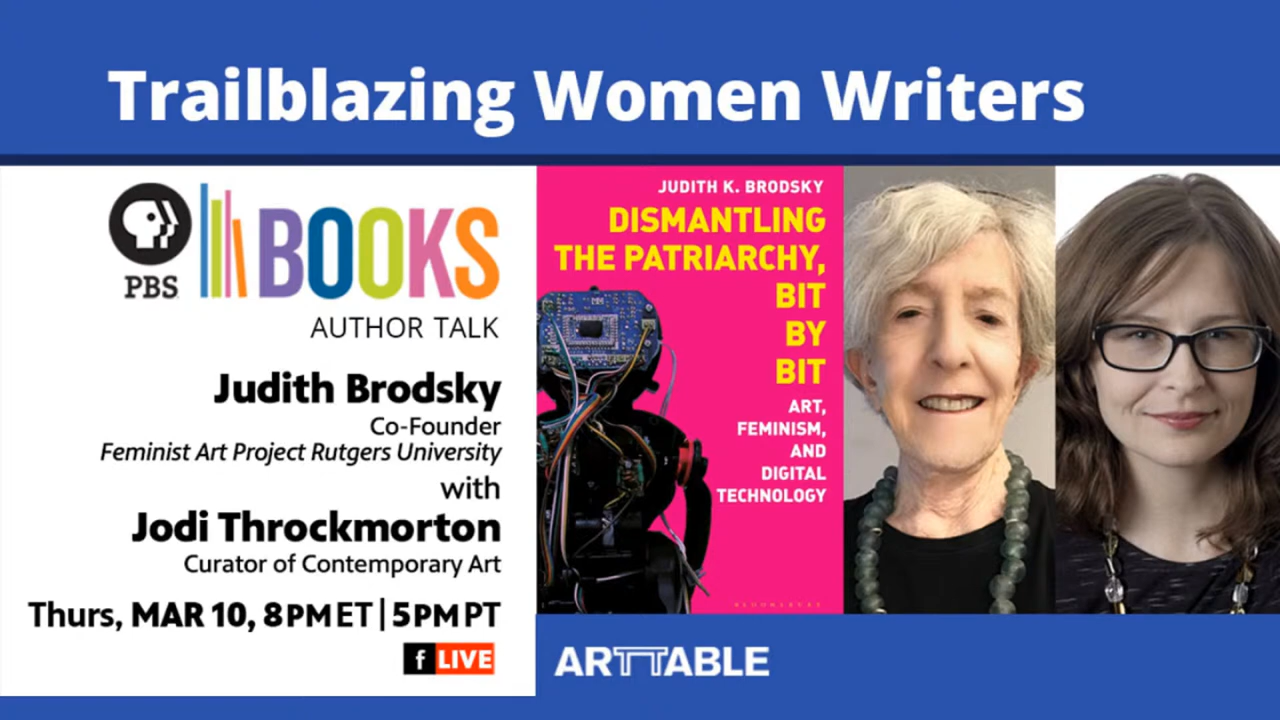 Trailblazing Women Writers
PBS
BOOKS
AUTHOR TALK
Judith Brodsky
Co-Founder
Feminist Art Project Rutgers University
with
Jodi Throckmorton
Curator of Contemporary Art
Thurs, MAR 10, 8PM ET | 5PM PT
f LIVE
JUDITH K. BRODSKY
DISMANTLING
THE PATRIARCHY,
BIT
BY
BIT
ART,
FEMINISM,
AND
DIGITAL
TECHNOLOGY
BLOOMSBURY
ARTTABLE